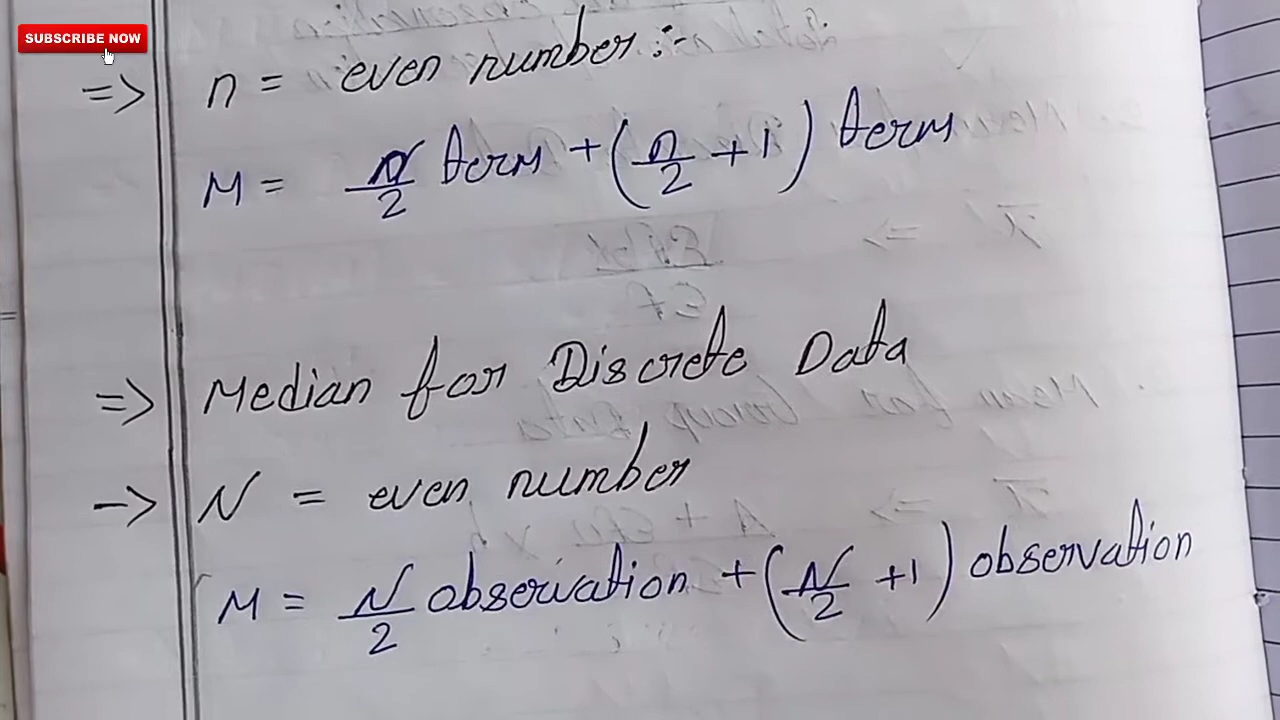 SUBSCRIBE NOW
=> n = even number :-
M = n/2 term + (n/2 + 1) term
=> Median for Discrete Data
-> N = even number
M = N/2 observation + (N/2 + 1) observation